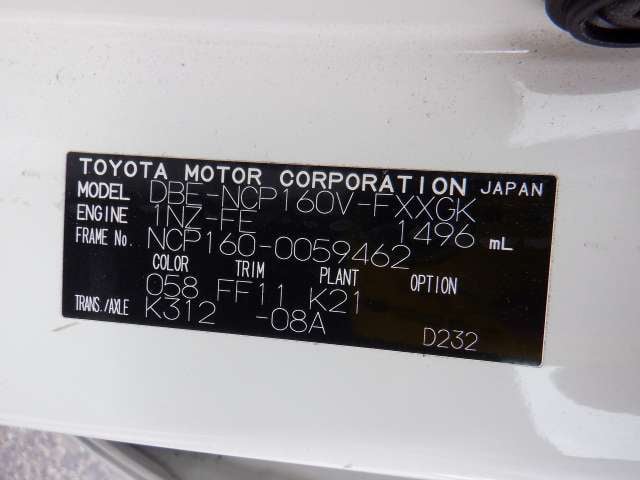 TOYOTA MOTOR CORPORATION JAPAN
MODEL DBE-NCP160V-FXXGK
ENGINE 1NZ-FE 1496 mL
FRAME No. NCP160-0059462
COLOR TRIM PLANT OPTION
058 FF11 K21
TRANS./AXLE K312 -08A
D232